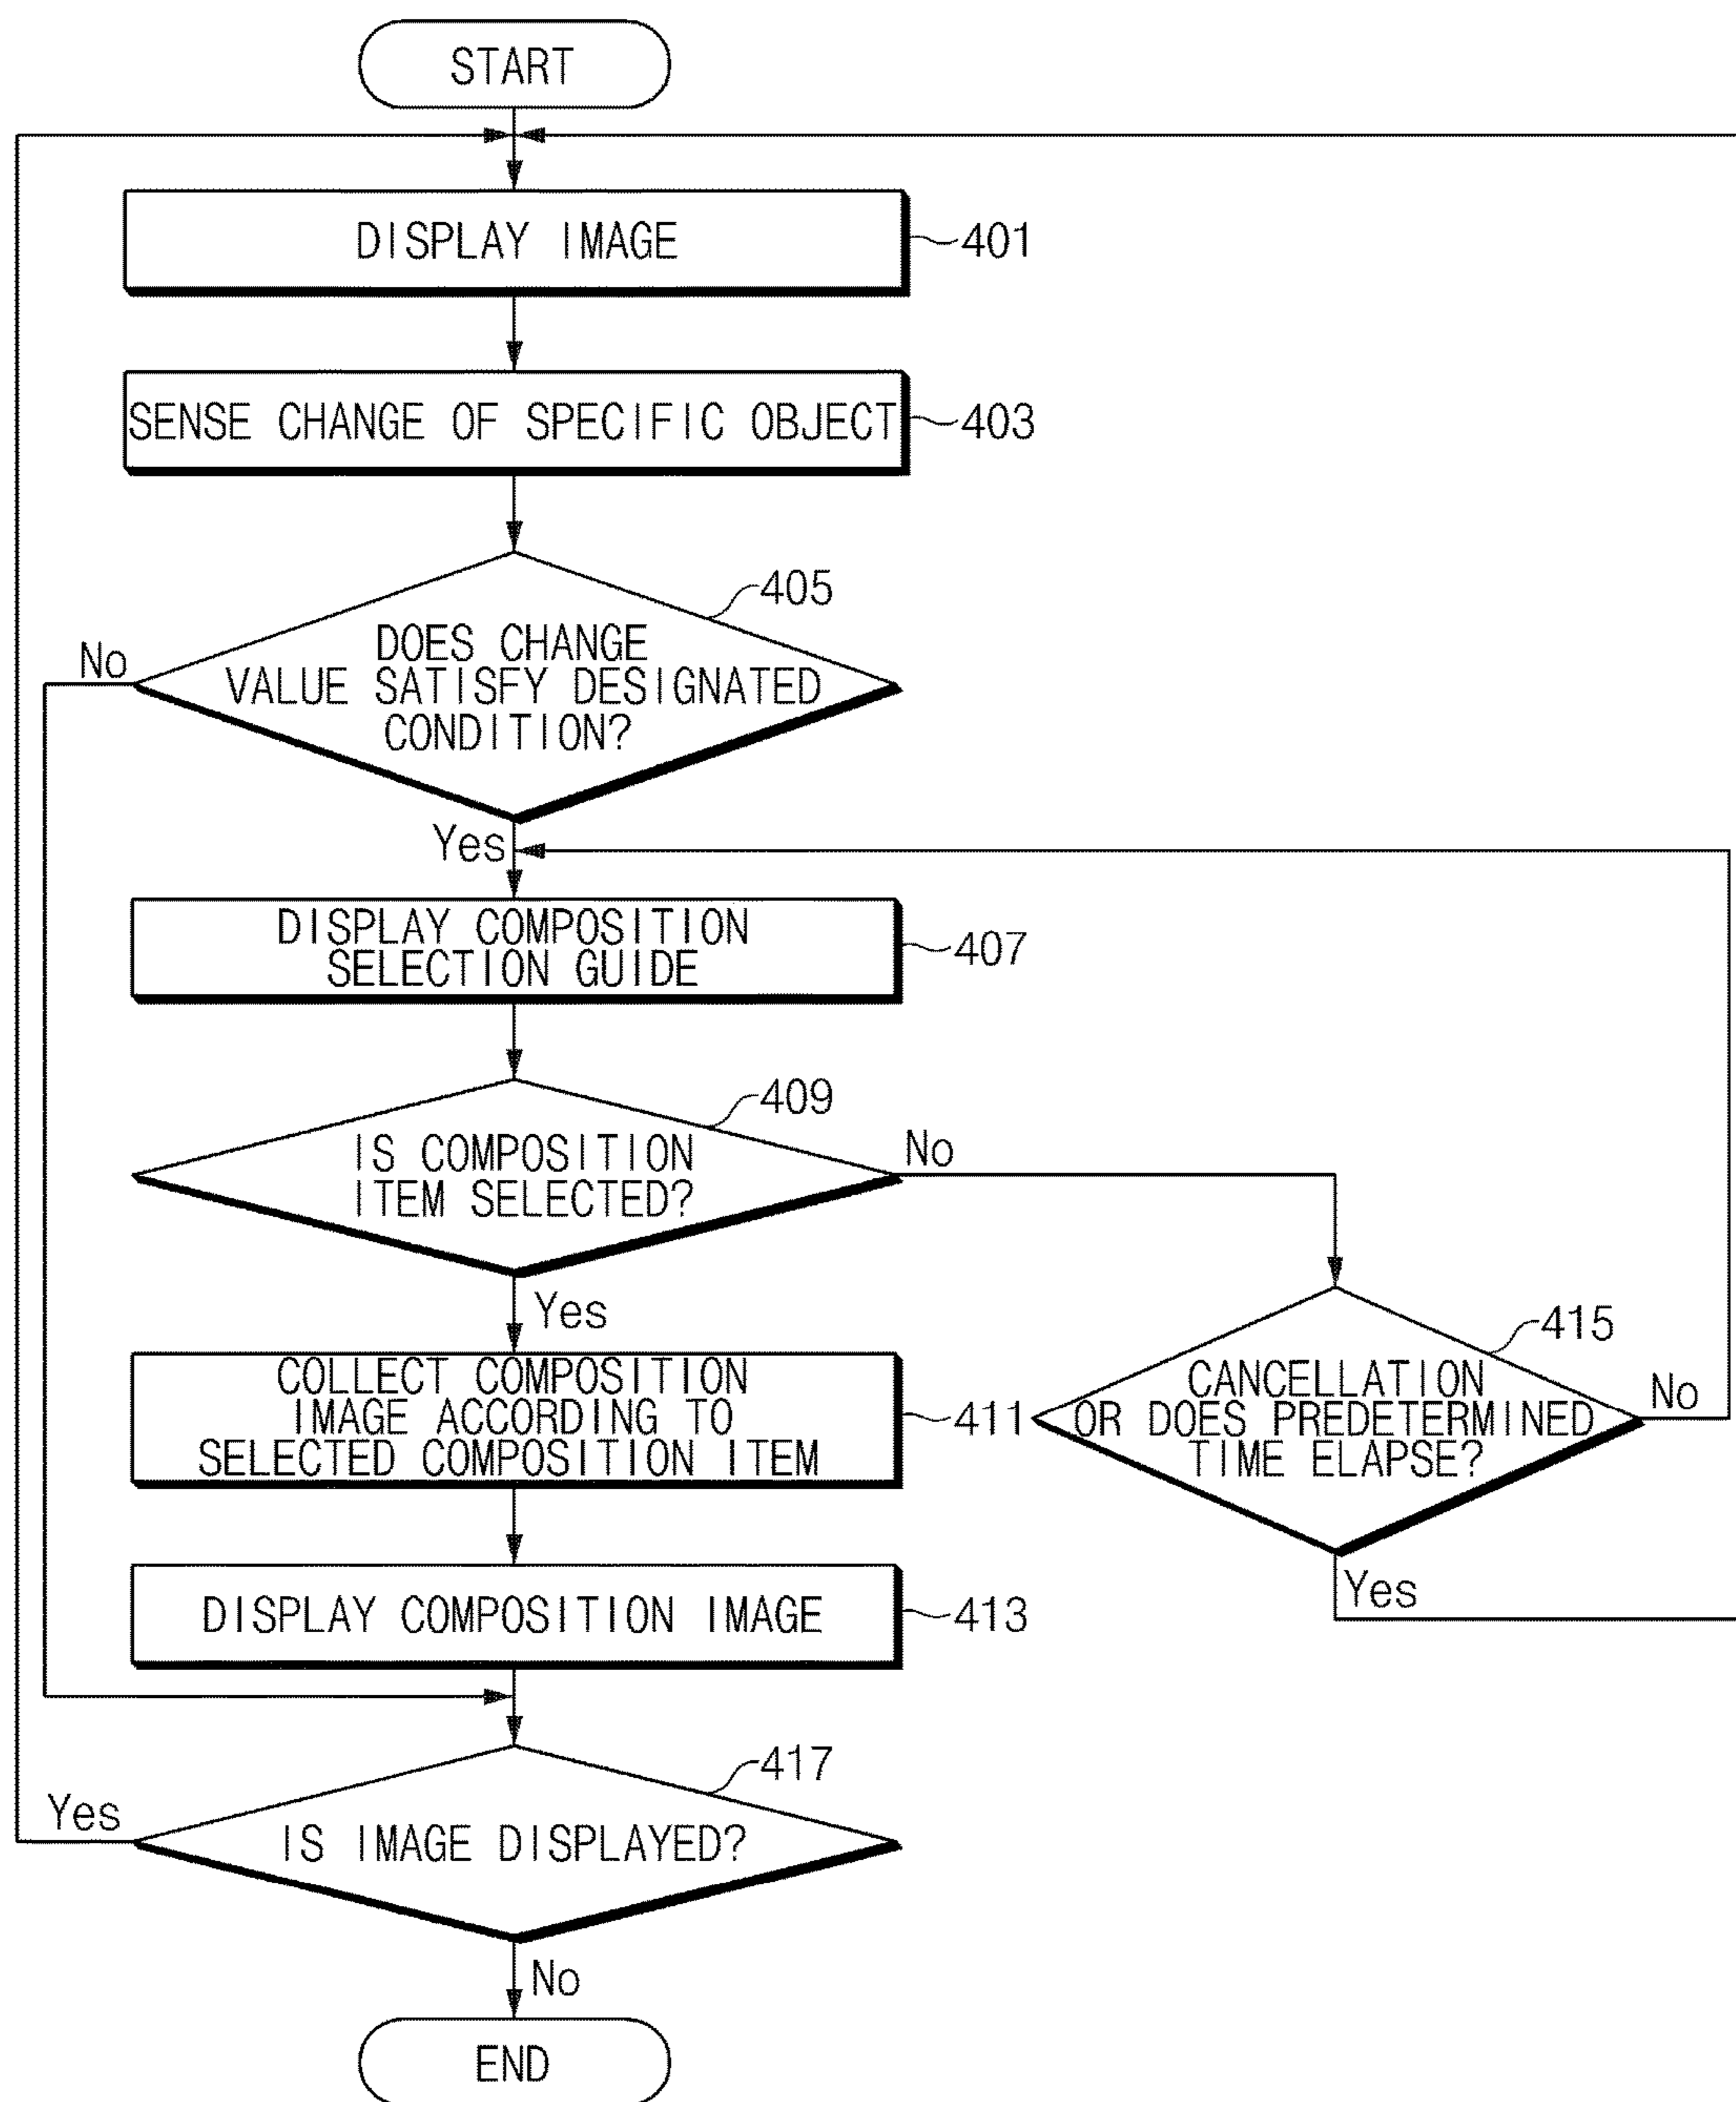 START
DISPLAY IMAGE
401
SENSE CHANGE OF SPECIFIC OBJECT
403
405
DOES CHANGE
VALUE SATISFY DESIGNATED
CONDITION?
No
Yes
DISPLAY COMPOSITION
SELECTION GUIDE
407
409
IS COMPOSITION
ITEM SELECTED?
No
Yes
COLLECT COMPOSITION
IMAGE ACCORDING TO
SELECTED COMPOSITION ITEM
411
415
CANCELLATION
OR DOES PREDETERMINED
TIME ELAPSE?
No
Yes
DISPLAY COMPOSITION IMAGE
413
417
IS IMAGE DISPLAYED?
Yes
No
END